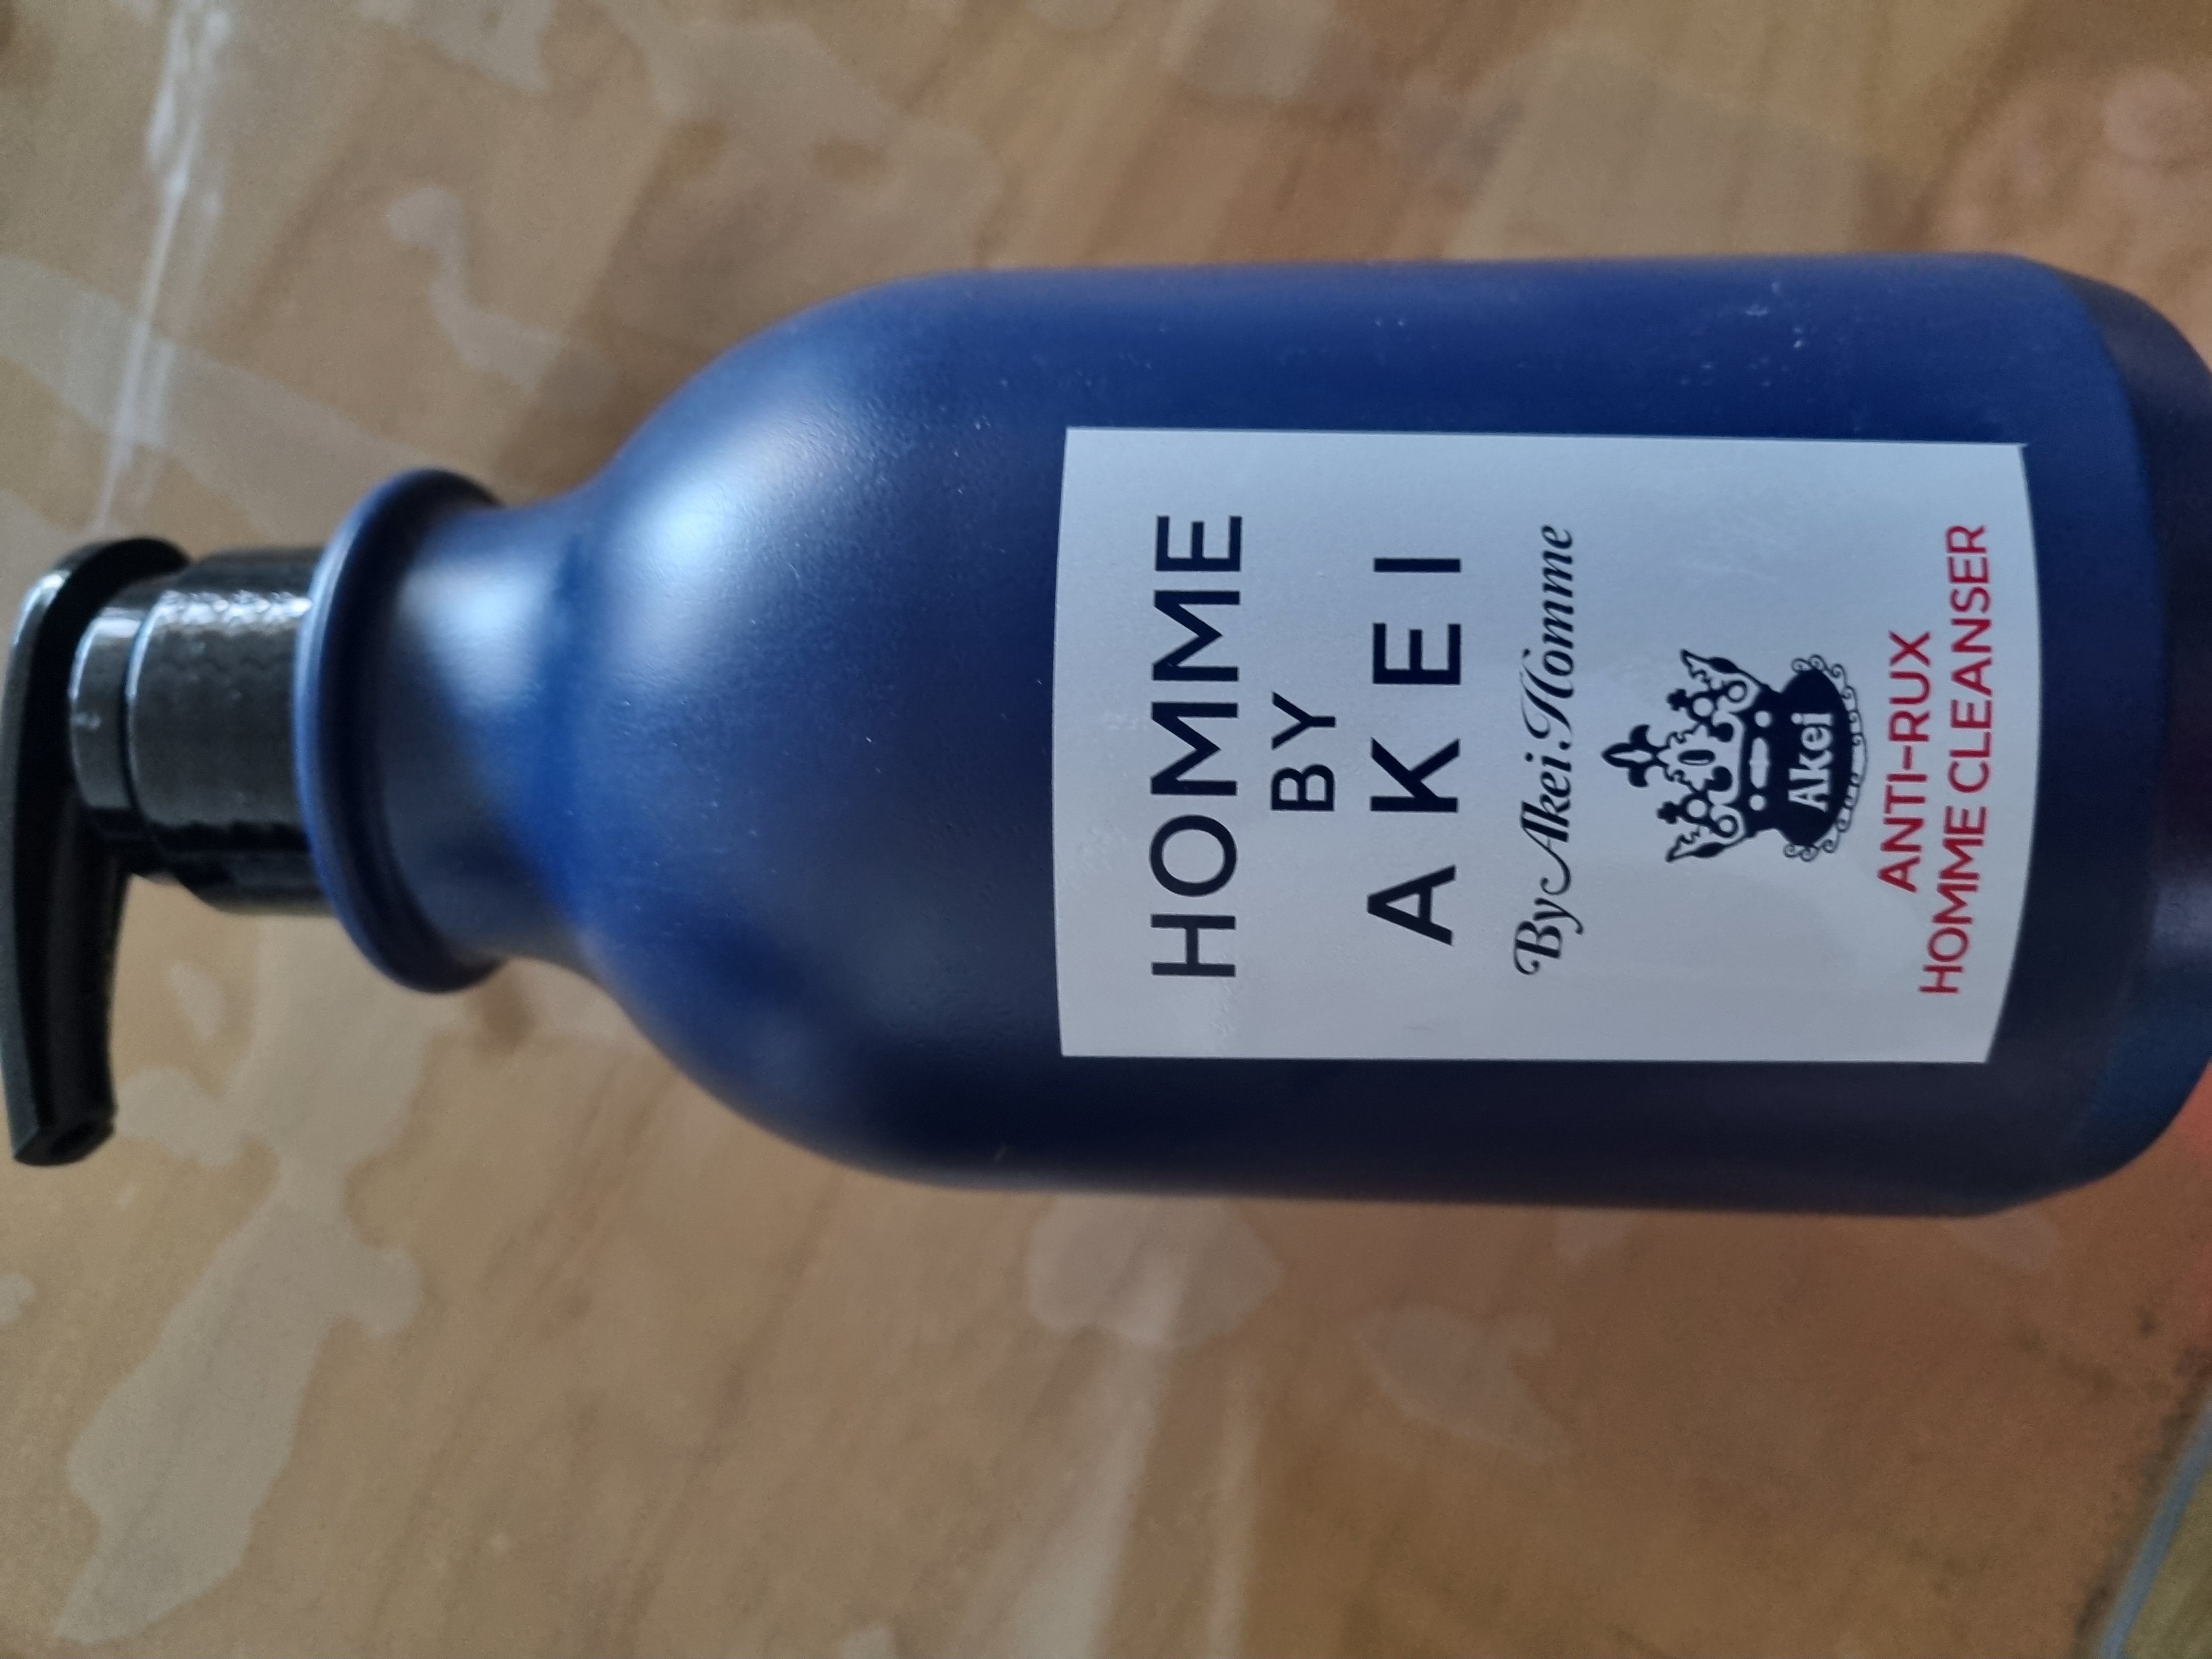 HOMME
BY
AKEI
By Akei.Homme
Akei
ANTI-RUX
HOMME CLEANSER